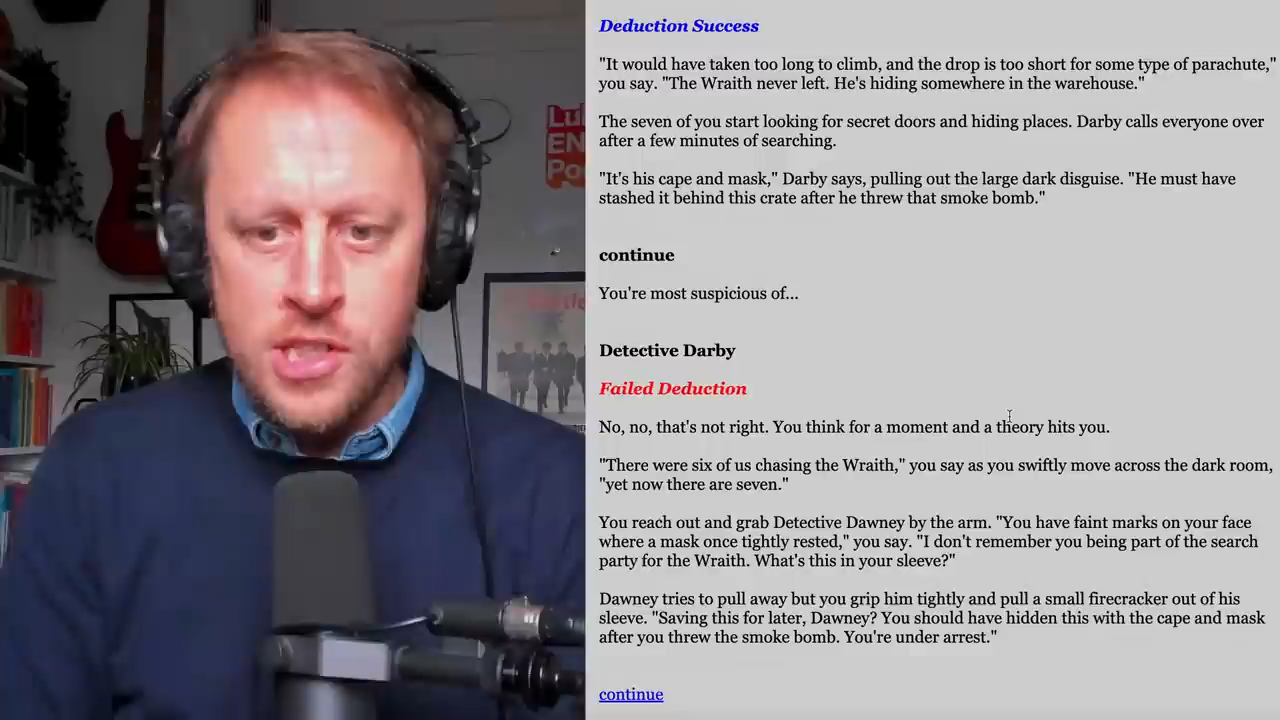 Deduction Success
"It would have taken too long to climb, and the drop is too short for some type of parachute,"
you say. "The Wraith never left. He's hiding somewhere in the warehouse."
The seven of you start looking for secret doors and hiding places. Darby calls everyone over
after a few minutes of searching.
"It's his cape and mask," Darby says, pulling out the large dark disguise. "He must have
stashed it behind this crate after he threw that smoke bomb."
continue
You're most suspicious of...
Detective Darby
Failed Deduction
No, no, that's not right. You think for a moment and a theory hits you.
"There were six of us chasing the Wraith," you say as you swiftly move across the dark room,
"yet now there are seven."
You reach out and grab Detective Dawney by the arm. "You have faint marks on your face
where a mask once tightly rested," you say. "I don't remember you being part of the search
party for the Wraith. What's this in your sleeve?"
Dawney tries to pull away but you grip him tightly and pull a small firecracker out of his
sleeve. "Saving this for later, Dawney? You should have hidden this with the cape and mask
after you threw the smoke bomb. You're under arrest."
continue